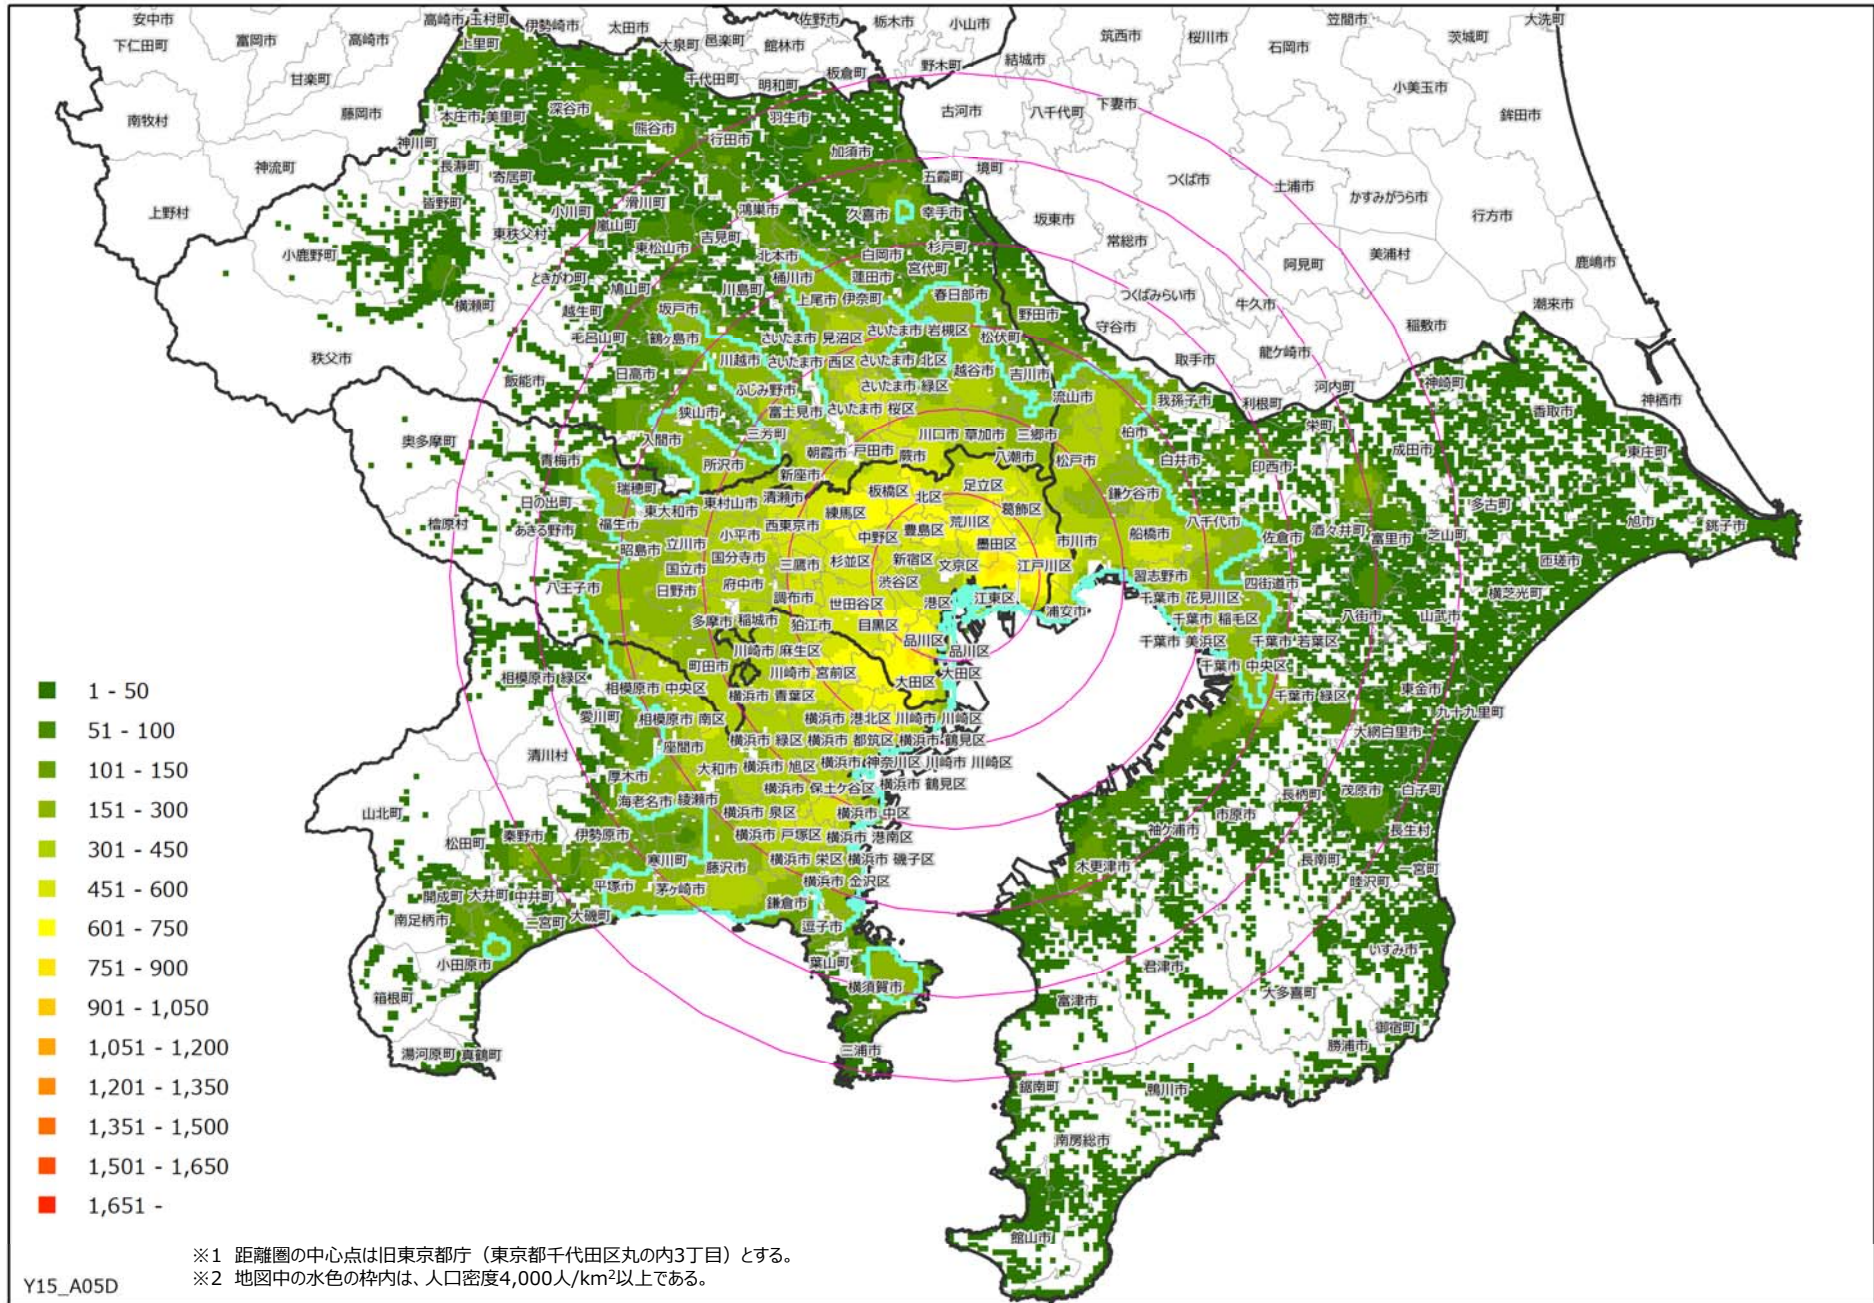 安中市
高崎市 玉村町
伊勢崎市
太田市
佐野市
栃木市
小山市
笠間市
大洗町
下仁田町
富岡市
高崎市
上里町
大泉町
邑楽町
館林市
筑西市
桜川市
石岡市
茨城町
甘楽町
千代田町
明和町
板倉町
野木町
結城市
小美玉市
南牧村
藤岡市
本庄市
美里町
深谷市
熊谷市
行田市
羽生市
古河市
八千代町
下妻市
鉾田市
神川町
神流町
長瀞町
寄居町
加須市
五霞町
境町
つくば市
土浦市
かすみがうら市
上野村
皆野町
小川町
滑川町
鴻巣市
久喜市
幸手市
坂東市
行方市
小鹿野町
東秩父村
嵐山町
東松山市
吉見町
北本市
白岡市
杉戸町
常総市
美浦村
ときがわ町
鳩山町
川島町
桶川市
蓮田市
宮代町
阿見町
鹿嶋市
横瀬町
越生町
坂戸市
上尾市
伊奈町
春日部市
野田市
つくばみらい市
牛久市
潮来市
秩父市
毛呂山町
鶴ヶ島市
さいたま市 見沼区
さいたま市 岩槻区
松伏町
守谷市
稲敷市
飯能市
日高市
川越市
さいたま市 西区
さいたま市 北区
越谷市
吉川市
取手市
龍ケ崎市
ふじみ野市
さいたま市 緑区
流山市
我孫子市
利根町
河内町
神崎町
神栖市
奥多摩町
狭山市
富士見市
さいたま市 桜区
香取市
入間市
三芳町
川口市
草加市
三郷市
柏市
栄町
成田市
東庄町
青梅市
所沢市
朝霞市
戸田市
蕨市
八潮市
松戸市
白井市
印西市
日の出町
瑞穂町
新座市
板橋区
北区
足立区
鎌ケ谷市
多古町
檜原村
あきる野市
福生市
東大和市
東村山市
清瀬市
練馬区
荒川区
葛飾区
八千代市
酒々井町
旭市
銚子市
昭島市
立川市
小平市
西東京市
中野区
豊島区
墨田区
市川市
船橋市
佐倉市
富里市
芝山町
匝瑳市
八王子市
国立市
国分寺市
三鷹市
杉並区
新宿区
文京区
江戸川区
習志野市
四街道市
横芝光町
日野市
府中市
調布市
渋谷区
港区
江東区
浦安市
千葉市 花見川区
多摩市
稲城市
狛江市
世田谷区
目黒区
品川区
品川区
千葉市 稲毛区
千葉市 美浜区
千葉市 若葉区
八街市
山武市
町田市
川崎市 麻生区
川崎市 宮前区
大田区
大田区
千葉市 中央区
相模原市 緑区
相模原市 中央区
横浜市 青葉区
千葉市 緑区
東金市
愛川町
相模原市 南区
横浜市 港北区
川崎市 川崎区
九十九里町
清川村
座間市
横浜市 緑区
横浜市 都筑区
横浜市 鶴見区
大網白里市
厚木市
大和市
横浜市 旭区
横浜市 神奈川区
川崎市 川崎区
横浜市 保土ケ谷区
横浜市 鶴見区
山北町
海老名市
綾瀬市
横浜市 泉区
横浜市 中区
長柄町
茂原市
白子町
松田町
秦野市
伊勢原市
横浜市 戸塚区
横浜市 港南区
袖ケ浦市
市原市
長生村
寒川町
藤沢市
横浜市 栄区
横浜市 磯子区
木更津市
長南町
睦沢町
一宮町
開成町
大井町
中井町
平塚市
茅ヶ崎市
横浜市 金沢区
南足柄市
二宮町
大磯町
鎌倉市
逗子市
小田原市
葉山町
いすみ市
箱根町
横須賀市
君津市
大多喜町
富津市
御宿町
湯河原町
真鶴町
三浦市
勝浦市
鋸南町
鴨川市
南房総市
館山市
1 - 50
51 - 100
101 - 150
151 - 300
301 - 450
451 - 600
601 - 750
751 - 900
901 - 1,050
1,051 - 1,200
1,201 - 1,350
1,351 - 1,500
1,501 - 1,650
1,651 -
※1 距離圏の中心点は旧東京都庁（東京都千代田区丸の内3丁目）とする。
※2 地図中の水色の枠内は、人口密度4,000人/km²以上である。
Y15_A05D